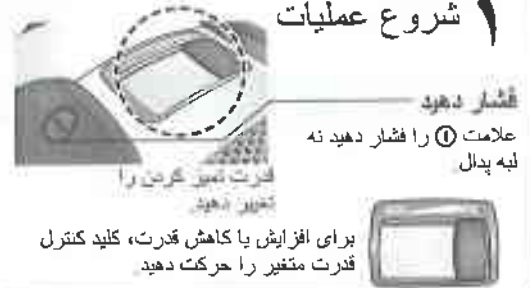 ۱ شروع عملیات
فشار دهید
علامت ⏼ را فشار دهید نه
لبه پدال
قدرت تمیز کردن را
تغییر دهید.
برای افزایش یا کاهش قدرت، کلید کنترل
قدرت متغیر را حرکت دهید